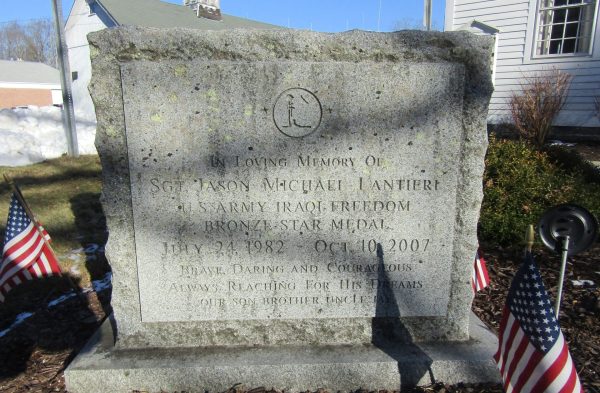 In Loving Memory Of
Sgt. Jason Michael Lantieri
U.S. Army Iraqi Freedom
Bronze Star Medal
July 24, 1982 Oct. 10, 2007
Brave, Daring and Courageous
Always Reaching For His Dreams
our son brother uncle Jay